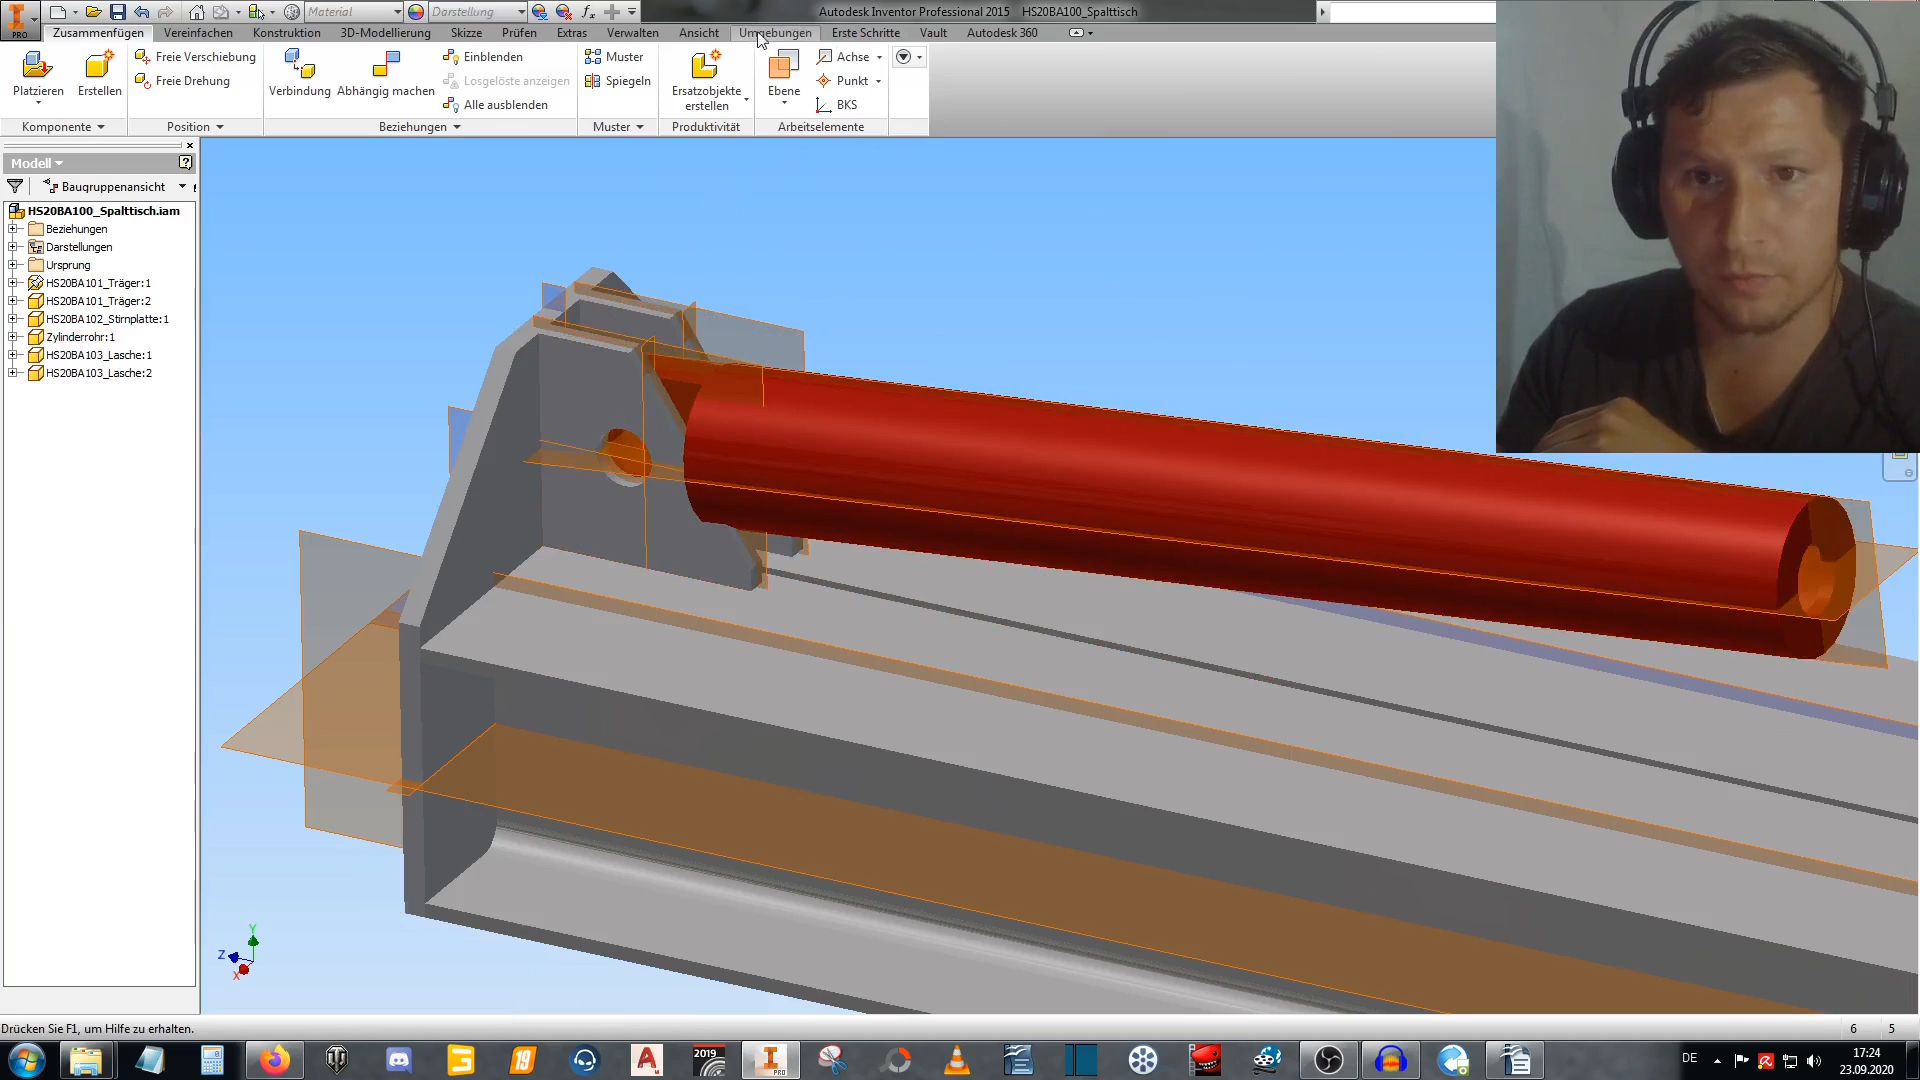 Material
Darstellung
Autodesk Inventor Professional 2015 HS20BA100_Spalttisch
PRO
Zusammenfügen Vereinfachen Konstruktion 3D-Modellierung Skizze Prüfen Extras Verwalten Ansicht Umgebungen Erste Schritte Vault Autodesk 360
Platzieren
Erstellen
Freie Verschiebung
Freie Drehung
Verbindung
Abhängig machen
Einblenden
Losgelöste anzeigen
Alle ausblenden
Muster
Spiegeln
Ersatzobjekte
erstellen
Ebene
Achse
Punkt
BKS
Komponente
Position
Beziehungen
Muster
Produktivität
Arbeitselemente
Modell
Baugruppenansicht
HS20BA100_Spalttisch.iam
Beziehungen
Darstellungen
Ursprung
HS20BA101_Träger:1
HS20BA101_Träger:2
HS20BA102_Stirnplatte:1
Zylinderrohr:1
HS20BA103_Lasche:1
HS20BA103_Lasche:2
Y
Z
X
Drücken Sie F1, um Hilfe zu erhalten.
6 5
19
2019
PRO
DE
17:24
23.09.2020